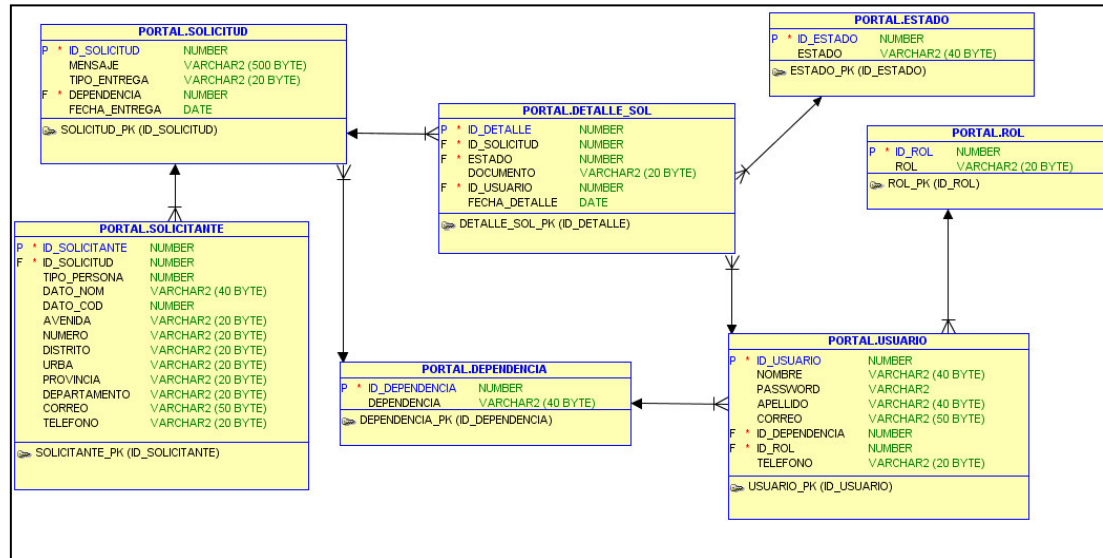 PORTAL.SOLICITUD
P * ID_SOLICITUD NUMBER
MENSAJE VARCHAR2 (500 BYTE)
TIPO_ENTREGA VARCHAR2 (20 BYTE)
F * DEPENDENCIA NUMBER
FECHA_ENTREGA DATE
SOLICITUD_PK (ID_SOLICITUD)
PORTAL.ESTADO
P * ID_ESTADO NUMBER
ESTADO VARCHAR2 (40 BYTE)
ESTADO_PK (ID_ESTADO)
PORTAL.DETALLE_SOL
P * ID_DETALLE NUMBER
F * ID_SOLICITUD NUMBER
F * ESTADO NUMBER
DOCUMENTO VARCHAR2 (20 BYTE)
F * ID_USUARIO NUMBER
FECHA_DETALLE DATE
DETALLE_SOL_PK (ID_DETALLE)
PORTAL.ROL
P * ID_ROL NUMBER
ROL VARCHAR2 (20 BYTE)
ROL_PK (ID_ROL)
PORTAL.SOLICITANTE
P * ID_SOLICITANTE NUMBER
F * ID_SOLICITUD NUMBER
TIPO_PERSONA NUMBER
DATO_NOM VARCHAR2 (40 BYTE)
DATO_COD NUMBER
AVENIDA VARCHAR2 (20 BYTE)
NUMERO VARCHAR2 (20 BYTE)
DISTRITO VARCHAR2 (20 BYTE)
URBA VARCHAR2 (20 BYTE)
PROVINCIA VARCHAR2 (20 BYTE)
DEPARTAMENTO VARCHAR2 (20 BYTE)
CORREO VARCHAR2 (50 BYTE)
TELEFONO VARCHAR2 (20 BYTE)
SOLICITANTE_PK (ID_SOLICITANTE)
PORTAL.DEPENDENCIA
P * ID_DEPENDENCIA NUMBER
DEPENDENCIA VARCHAR2 (40 BYTE)
DEPENDENCIA_PK (ID_DEPENDENCIA)
PORTAL.USUARIO
P * ID_USUARIO NUMBER
NOMBRE VARCHAR2 (40 BYTE)
PASSWORD VARCHAR2
APELLIDO VARCHAR2 (40 BYTE)
CORREO VARCHAR2 (50 BYTE)
F * ID_DEPENDENCIA NUMBER
F * ID_ROL NUMBER
TELEFONO VARCHAR2 (20 BYTE)
USUARIO_PK (ID_USUARIO)